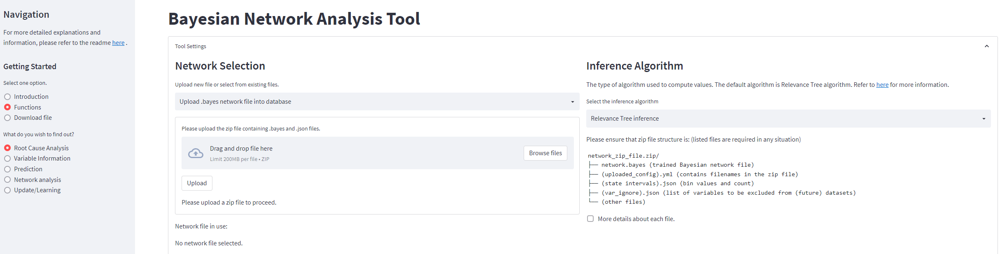 Navigation
For more detailed explanations and
information, please refer to the readme here .
Getting Started
Select one option.
Introduction
Functions
Download file
What do you wish to find out?
Root Cause Analysis
Variable Information
Prediction
Network analysis
Update/Learning
Bayesian Network Analysis Tool
Tool Settings
Network Selection
Upload new file or select from existing files.
Upload .bayes network file into database
Please upload the zip file containing .bayes and .json files.
Drag and drop file here
Limit 200MB per file • ZIP
Browse files
Upload
Please upload a zip file to proceed.
Network file in use:
No network file selected.
Inference Algorithm
The type of algorithm used to compute values. The default algorithm is Relevance Tree algorithm. Refer to here for more information.
Select the inference algorithm
Relevance Tree inference
Please ensure that zip file structure is: (listed files are required in any situation)
network_zip_file.zip/
├── network.bayes (trained Bayesian network file)
├── (uploaded_config).yml (contains filenames in the zip file)
├── (state intervals).json (bin values and count)
├── (var_ignore).json (list of variables to be excluded from (future) datasets)
└── (other files)
More details about each file.